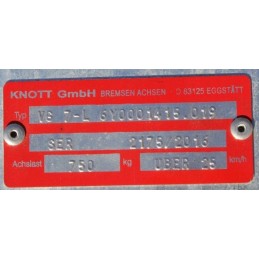 KNOTT GmbH BREMSEN ACHSEN D 83125 EGGSTÄTT
Typ VG 7-L 6Y0001415.019
SER 2175/2016
Achslast 750 kg ÜBER 25 km/h